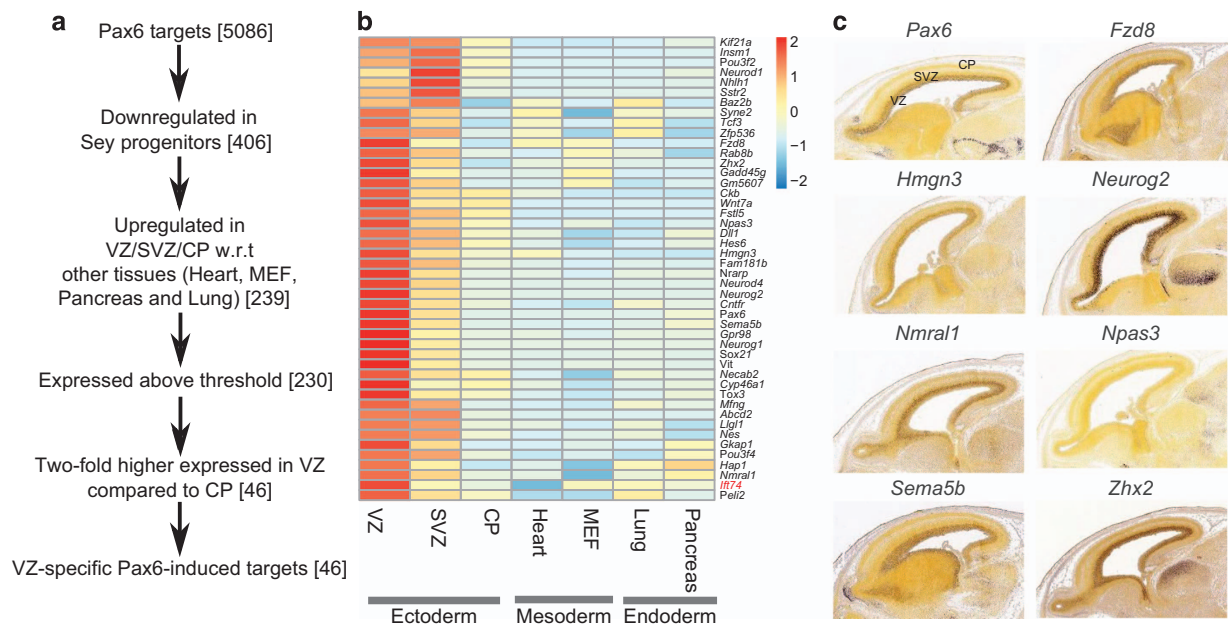 a
Pax6 targets [5086]
Downregulated in
Sey progenitors [406]
Upregulated in
VZ/SVZ/CP w.r.t
other tissues (Heart, MEF,
Pancreas and Lung) [239]
Expressed above threshold [230]
Two-fold higher expressed in VZ
compared to CP [46]
VZ-specific Pax6-induced targets [46]
b
Kif21a
Insm1
Pou3f2
Neurod1
Nhlh1
Sstr2
Baz2b
Syne2
Tcf3
Zfp536
Fzd8
Rab8b
Zhx2
Gadd45g
Gm5607
Ckb
Wnt7a
Fstl5
Npas3
Dll1
Hes6
Hmgn3
Fam181b
Nrarp
Neurod4
Neurog2
Cntfr
Pax6
Sema5b
Gpr98
Neurog1
Sox21
Vit
Necab2
Cyp46a1
Tox3
Mfng
Abcd2
Llgl1
Nes
Gkap1
Pou3f4
Hap1
Nmral1
Ift74
Peli2
2
1
0
−1
−2
VZ
SVZ
CP
Heart
MEF
Lung
Pancreas
Ectoderm
Mesoderm
Endoderm
c
Pax6
Fzd8
CP
SVZ
VZ
Hmgn3
Neurog2
Nmral1
Npas3
Sema5b
Zhx2